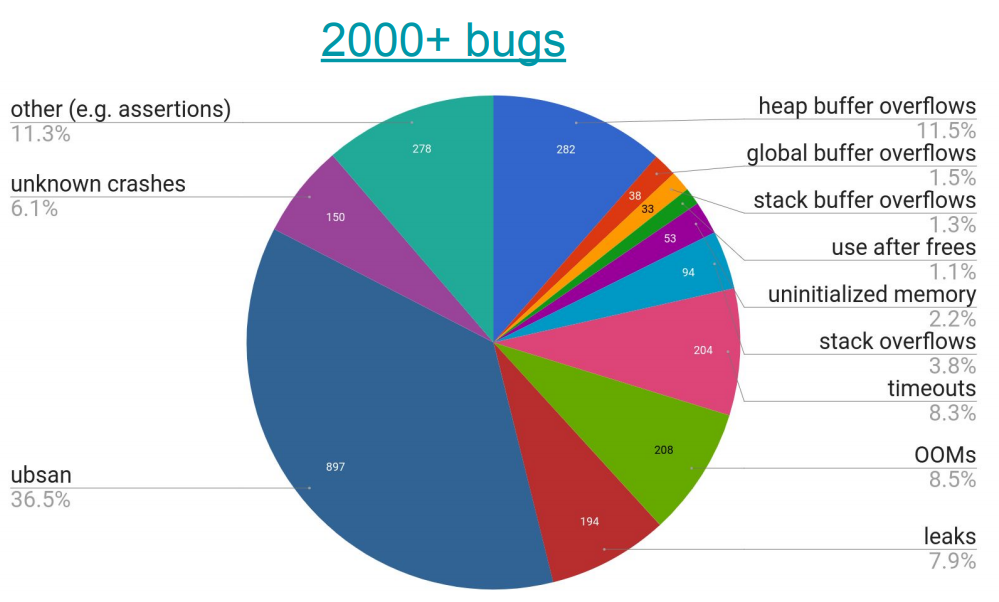 2000+ bugs
other (e.g. assertions)
11.3%
unknown crashes
6.1%
ubsan
36.5%
heap buffer overflows
11.5%
global buffer overflows
1.5%
stack buffer overflows
1.3%
use after frees
1.1%
uninitialized memory
2.2%
stack overflows
3.8%
timeouts
8.3%
OOMs
8.5%
leaks
7.9%
278
282
150
38
33
53
94
204
208
194
897